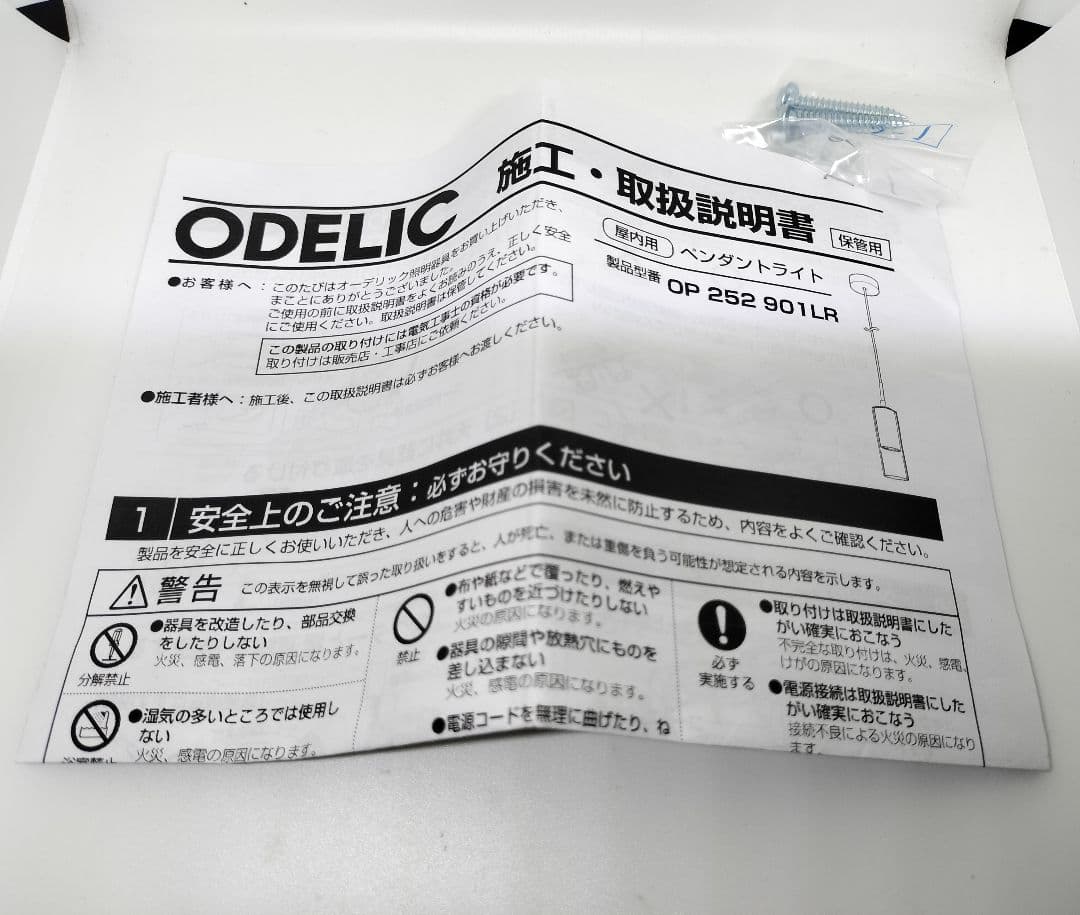 ODELIC 施工・取扱説明書 保管用
屋内用 ペンダントライト
製品型番 OP 252 901LR
●お客様へ：このたびはオーデリック照明器具をお買い上げいただき、
まことにありがとうございました。
ご使用の前に取扱説明書をよくお読みのうえ、正しく安全
にご使用ください。取扱説明書は保管してください。
この製品の取り付けには電気工事士の資格が必要です。
取り付けは販売店・工事店にご依頼ください。
●施工者様へ：施工後、この取扱説明書は必ずお客様へお渡しください。
1 安全上のご注意：必ずお守りください
製品を安全に正しくお使いいただき、人への危害や財産の損害を未然に防止するため、内容をよくご確認ください。
警告 この表示を無視して誤った取り扱いをすると、人が死亡、または重傷を負う可能性が想定される内容を示します。
分解禁止
●器具を改造したり、部品交換
をしたりしない
火災、感電、落下の原因になります。
●湿気の多いところでは使用し
ない
火災、感電の原因になります。
禁止
●布や紙などで覆ったり、燃えや
すいものを近づけたりしない
火災の原因になります。
●器具の隙間や放熱穴にものを
差し込まない
火災、感電の原因になります。
●電源コードを無理に曲げたり、ね
必ず
実施する
●取り付けは取扱説明書にした
がい確実におこなう
不完全な取り付けは、火災、感電、
けがの原因になります。
●電源接続は取扱説明書にした
がい確実におこなう
接続不良による火災の原因になり
ます。